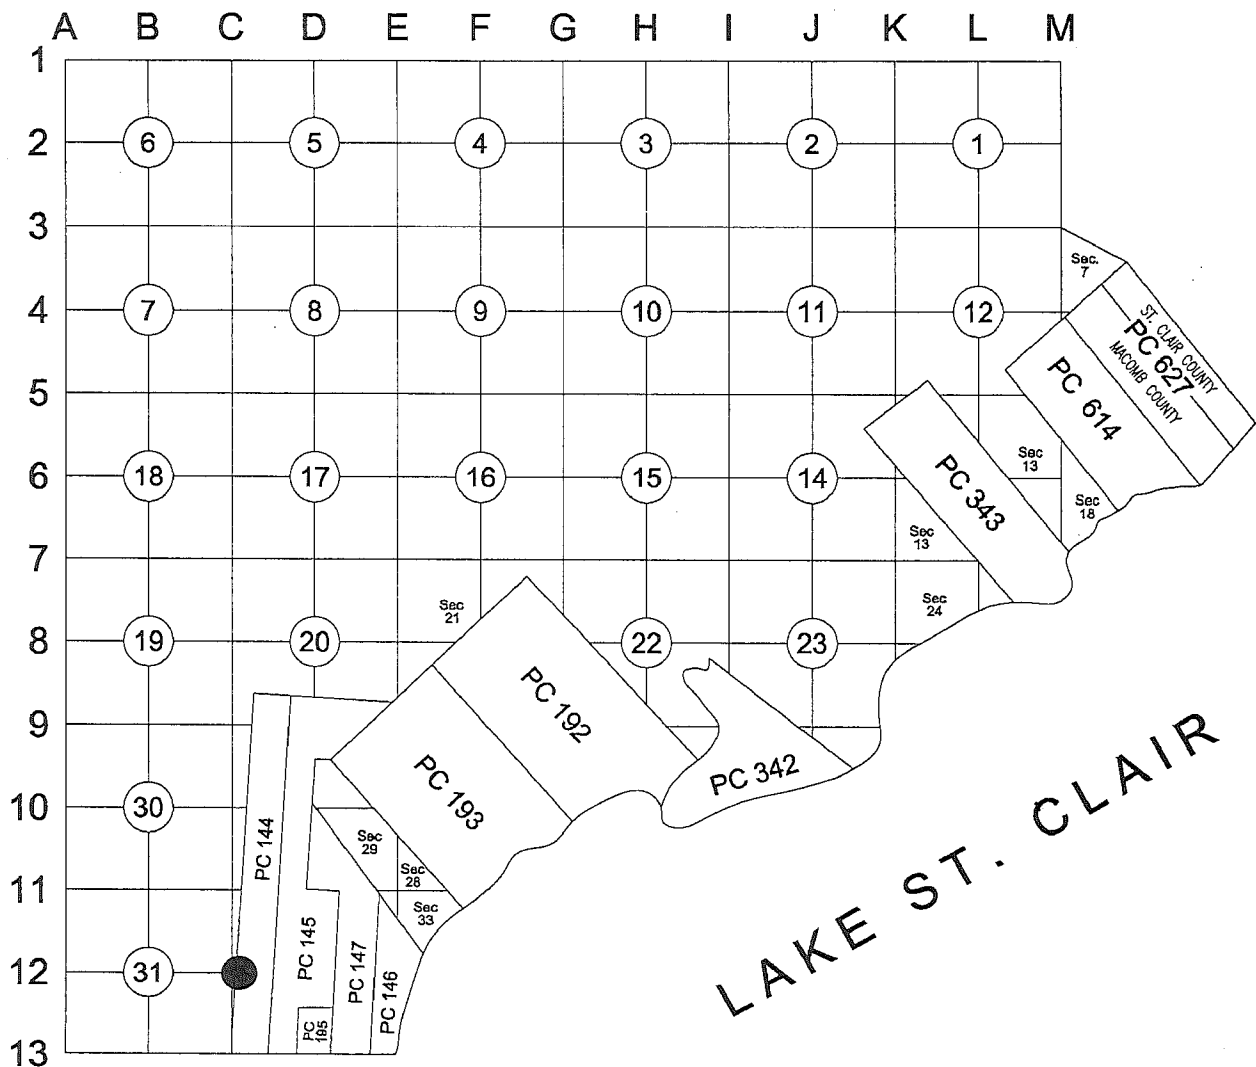 A B C D E F G H I J K L M
1
2 6 5 4 3 2 1
3
Sec.
7
4 7 8 9 10 11 12
ST. CLAIR COUNTY
PC 627
MACOMB COUNTY
PC 614
5
6 18 17 16 15 14
Sec
13
PC 343
Sec
18
Sec
13
7
Sec
21
Sec
24
8 19 20 22 23
PC 192
9
PC 193
PC 342
10 30
PC 144
Sec
29
Sec
28
11
Sec
33
PC 145
PC 147
PC 146
12 31
PC
195
13
LAKE ST. CLAIR